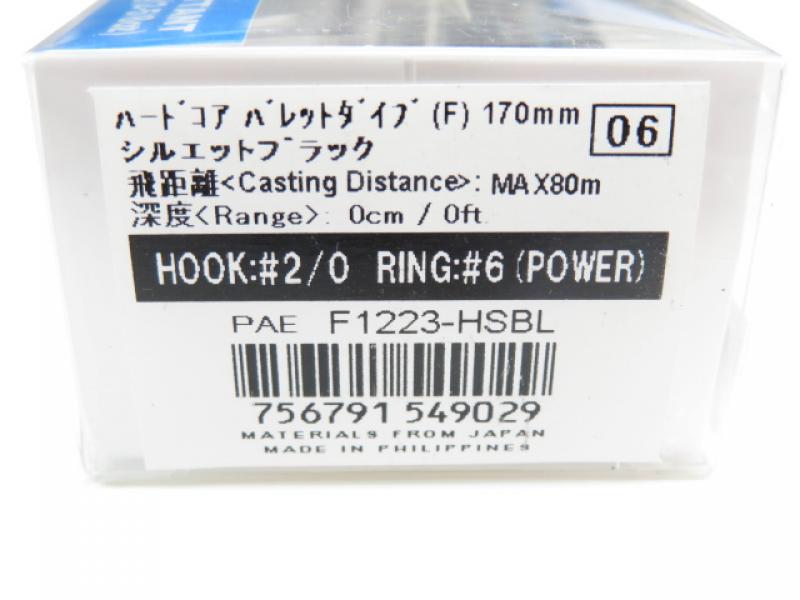 ハードコア バレットダイブ (F) 170mm 06
シルエットブラック
飛距離<Casting Distance>: MAX80m
深度<Range>: 0cm / 0ft
HOOK:#2/0 RING:#6 (POWER)
PAE F1223-HSBL
756791 549029
MATERIALS FROM JAPAN
MADE IN PHILIPPINES